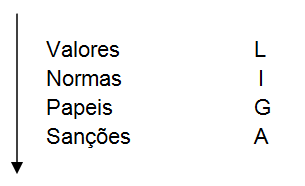 Valores L
Normas I
Papeis G
Sanções A